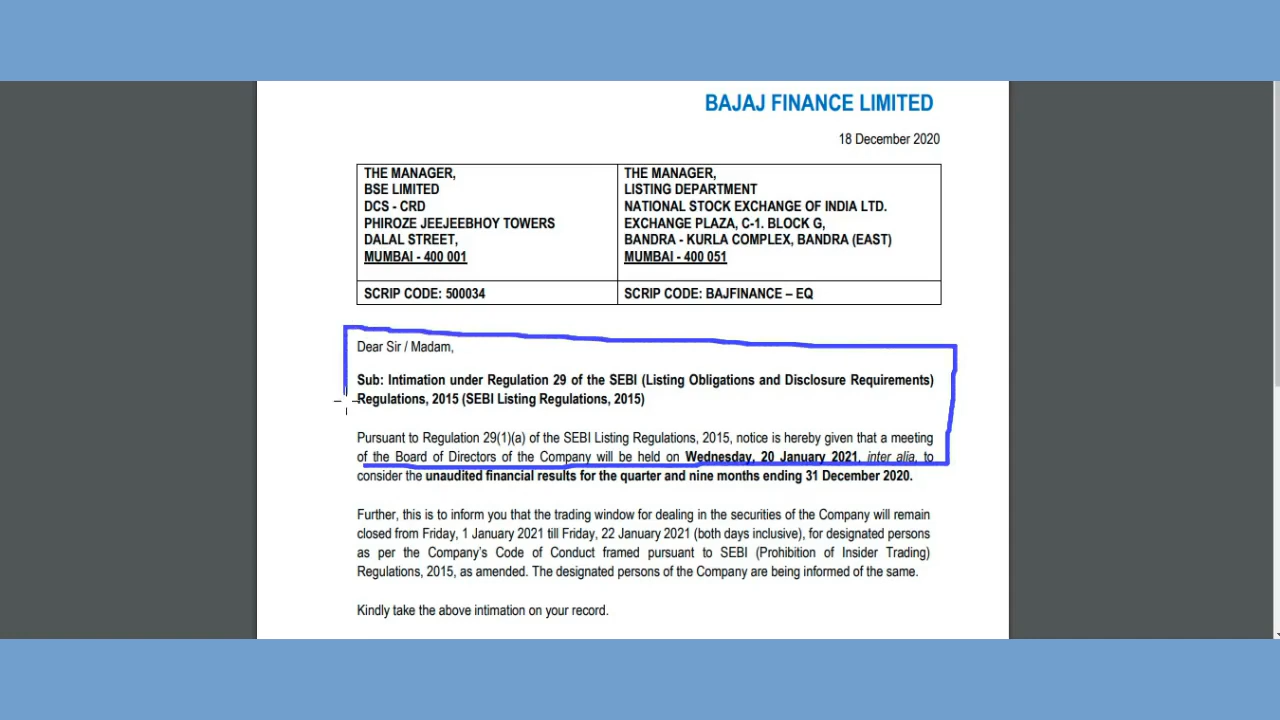 BAJAJ FINANCE LIMITED
18 December 2020
THE MANAGER,
BSE LIMITED
DCS - CRD
PHIROZE JEEJEEBHOY TOWERS
DALAL STREET,
MUMBAI - 400 001
THE MANAGER,
LISTING DEPARTMENT
NATIONAL STOCK EXCHANGE OF INDIA LTD.
EXCHANGE PLAZA, C-1. BLOCK G,
BANDRA - KURLA COMPLEX, BANDRA (EAST)
MUMBAI - 400 051
SCRIP CODE: 500034
SCRIP CODE: BAJFINANCE – EQ
Dear Sir / Madam,
Sub: Intimation under Regulation 29 of the SEBI (Listing Obligations and Disclosure Requirements)
Regulations, 2015 (SEBI Listing Regulations, 2015)
Pursuant to Regulation 29(1)(a) of the SEBI Listing Regulations, 2015, notice is hereby given that a meeting
of the Board of Directors of the Company will be held on Wednesday, 20 January 2021, inter alia, to
consider the unaudited financial results for the quarter and nine months ending 31 December 2020.
Further, this is to inform you that the trading window for dealing in the securities of the Company will remain
closed from Friday, 1 January 2021 till Friday, 22 January 2021 (both days inclusive), for designated persons
as per the Company's Code of Conduct framed pursuant to SEBI (Prohibition of Insider Trading)
Regulations, 2015, as amended. The designated persons of the Company are being informed of the same.
Kindly take the above intimation on your record.